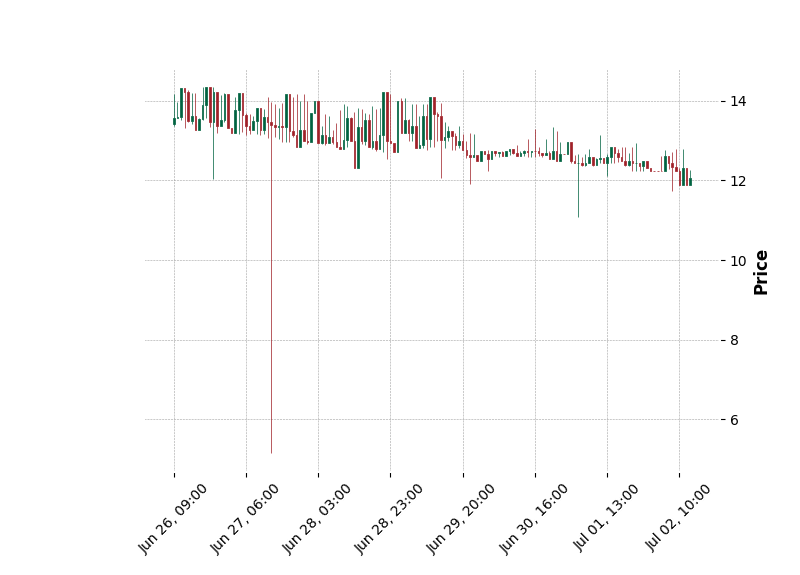 14
12
10
8
6
Price
Jun 26, 09:00
Jun 27, 06:00
Jun 28, 03:00
Jun 28, 23:00
Jun 29, 20:00
Jun 30, 16:00
Jul 01, 13:00
Jul 02, 10:00